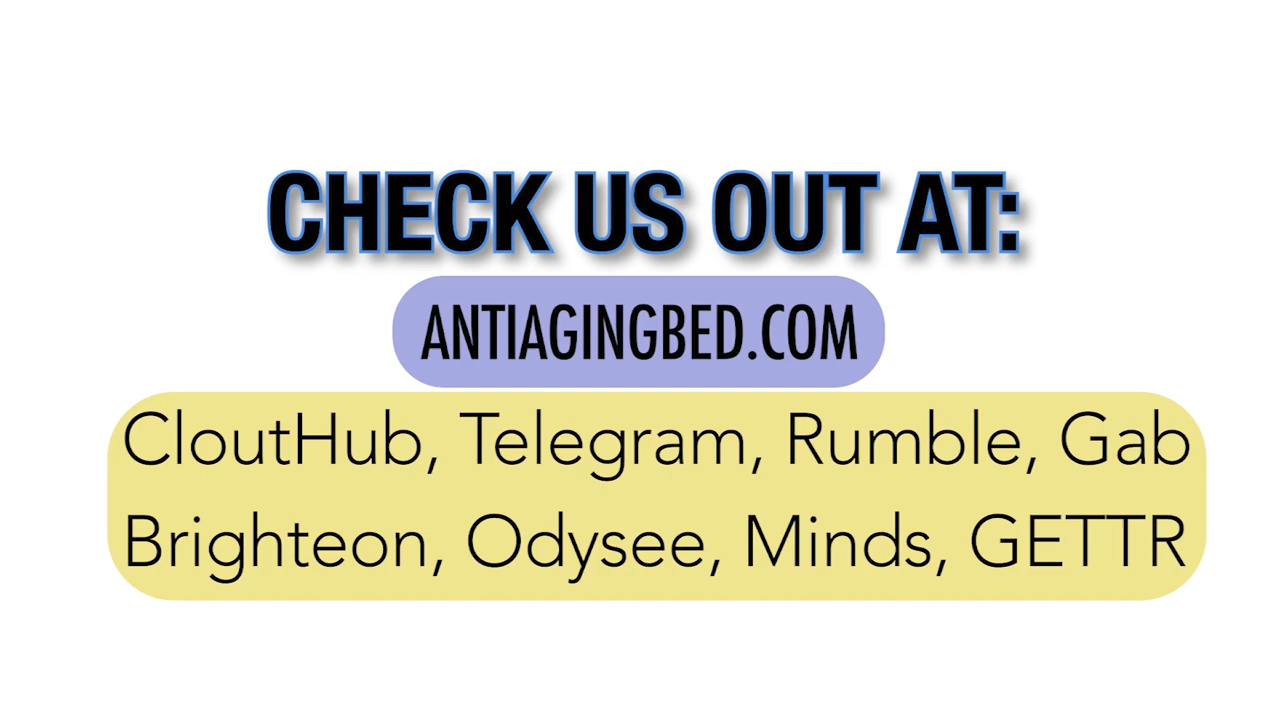 CHECK US OUT AT:
ANTIAGINGBED.COM
CloutHub, Telegram, Rumble, Gab
Brighteon, Odysee, Minds, GETTR